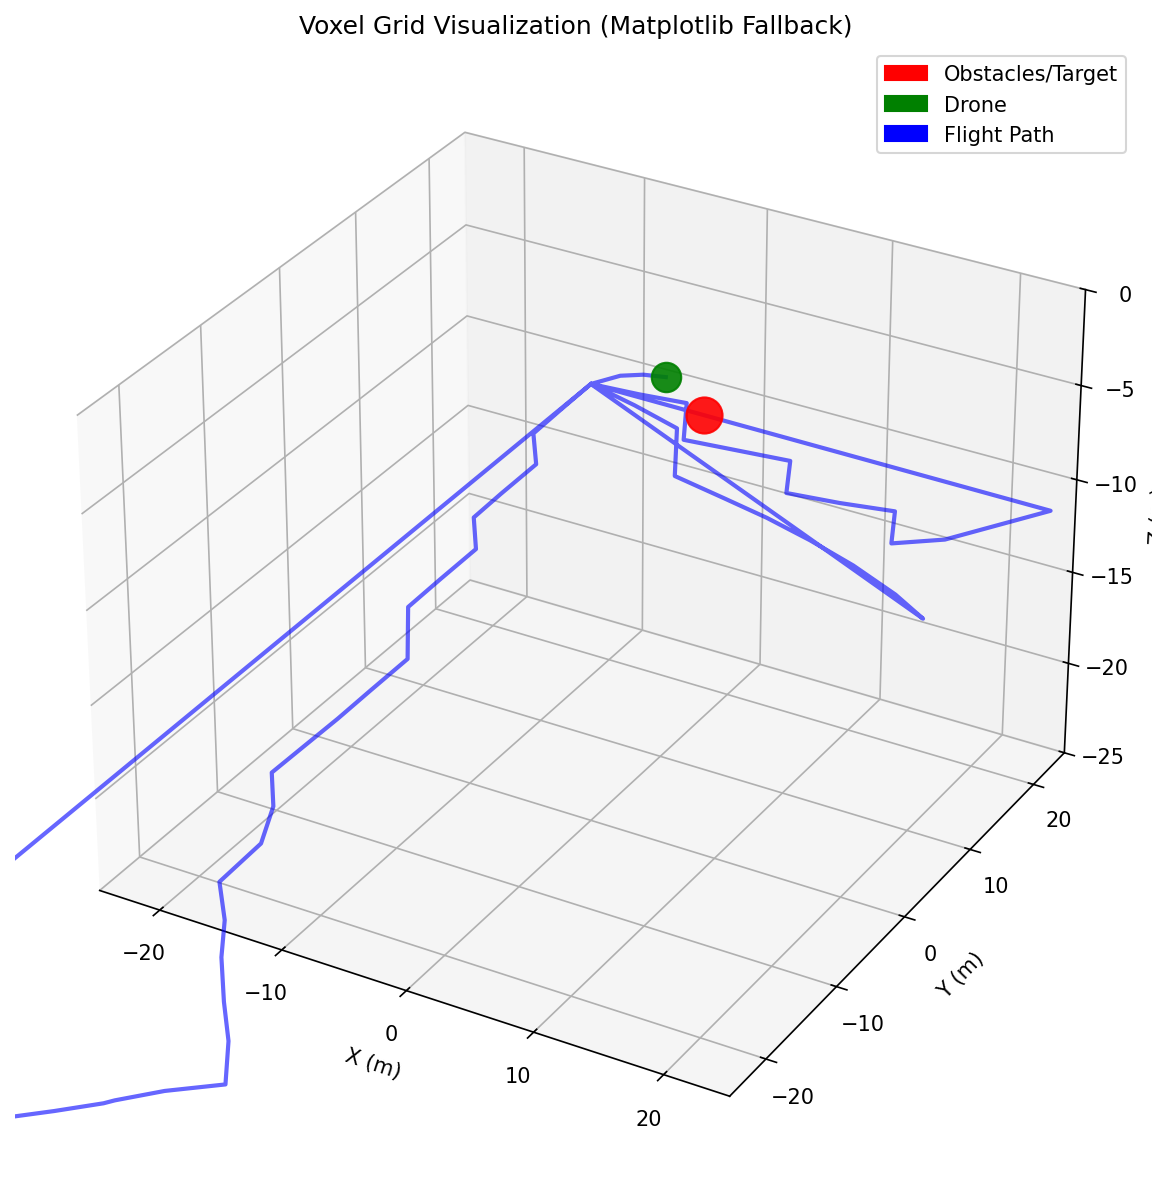 Voxel Grid Visualization (Matplotlib Fallback)
Obstacles/Target
Drone
Flight Path
0
−5
−10
−15
−20
−25
20
10
0
−10
−20
Y (m)
−20
−10
0
10
20
X (m)